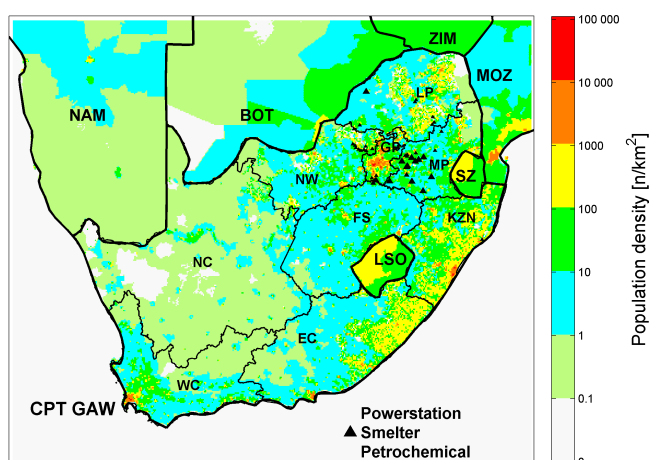 ZIM
MOZ
LP
NAM
BOT
GP
MP
SZ
NW
FS
KZN
NC
LSO
EC
WC
CPT GAW
Powerstation
Smelter
Petrochemical
100 000
10 000
1000
100
10
1
0.1
Population density [n/km²]